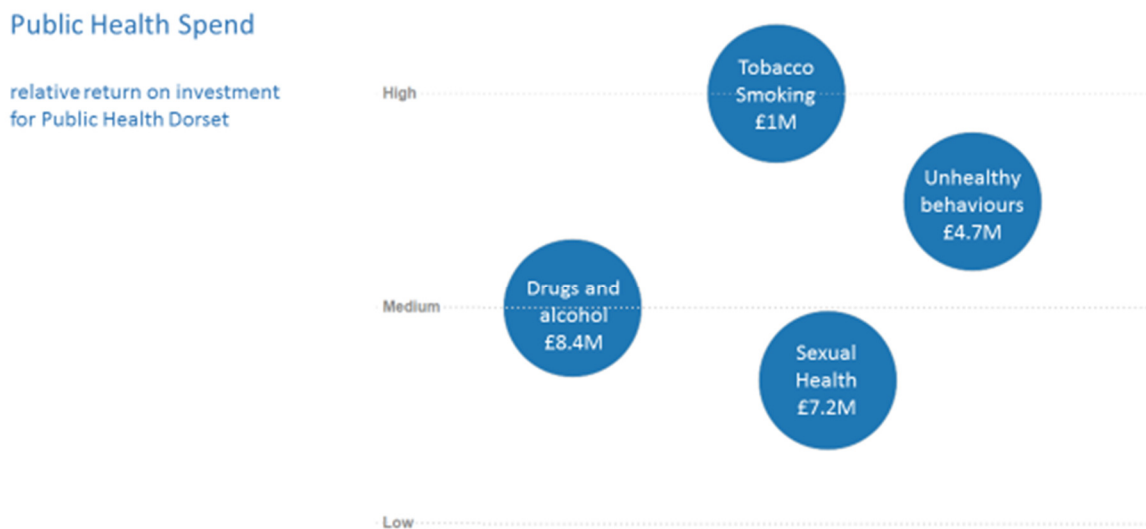 Public Health Spend
relative return on investment
for Public Health Dorset
High
Tobacco
Smoking
£1M
Unhealthy
behaviours
£4.7M
Medium
Drugs and
alcohol
£8.4M
Sexual
Health
£7.2M
Low